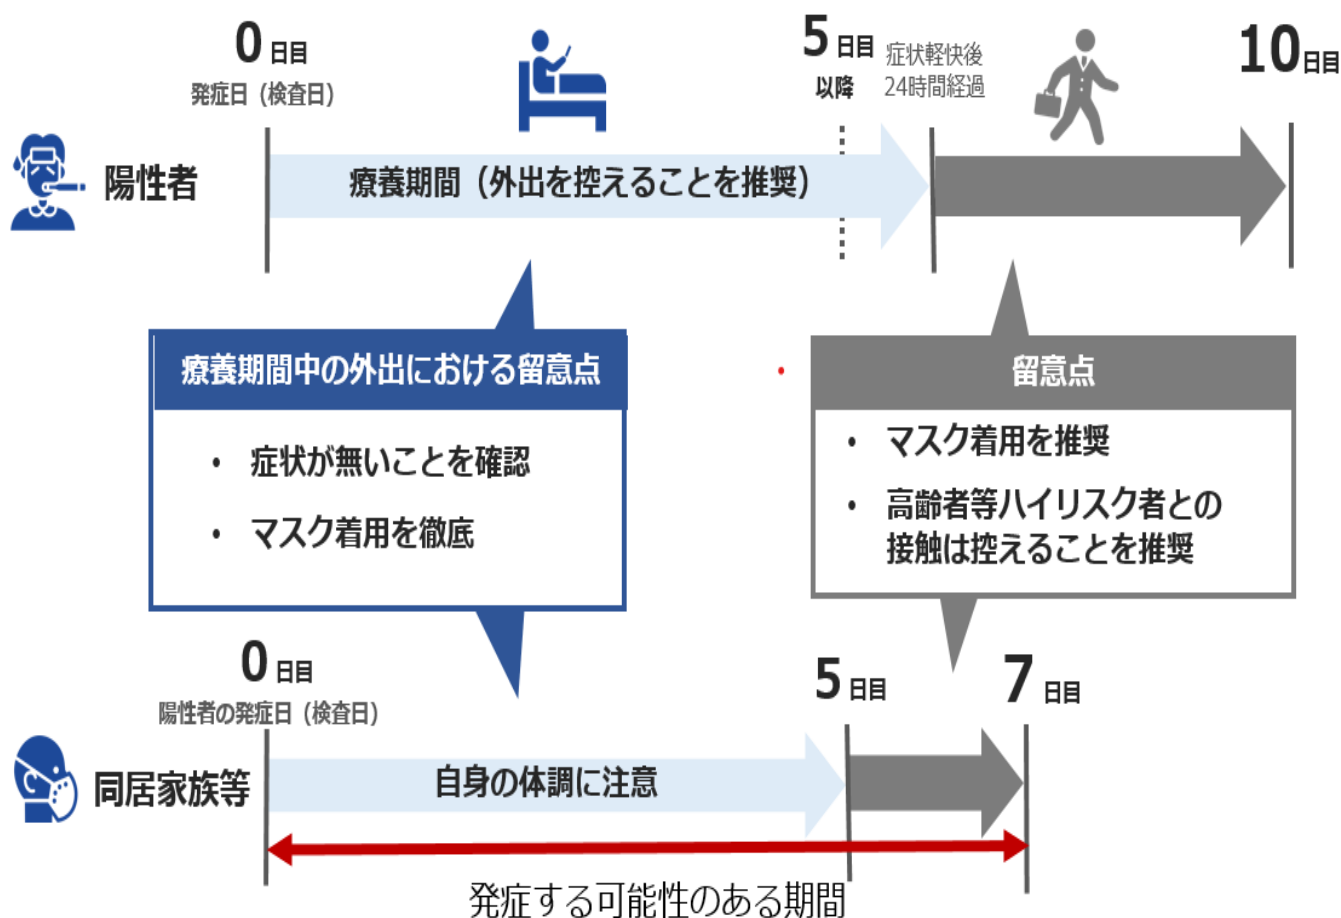 0 日目
発症日（検査日）
5 日目
以降
症状軽快後
24時間経過
10日目
陽性者
療養期間（外出を控えることを推奨）
療養期間中の外出における留意点
・ 症状が無いことを確認
・ マスク着用を徹底
留意点
・ マスク着用を推奨
・ 高齢者等ハイリスク者との
接触は控えることを推奨
0 日目
陽性者の発症日（検査日）
5 日目
7 日目
同居家族等
自身の体調に注意
発症する可能性のある期間